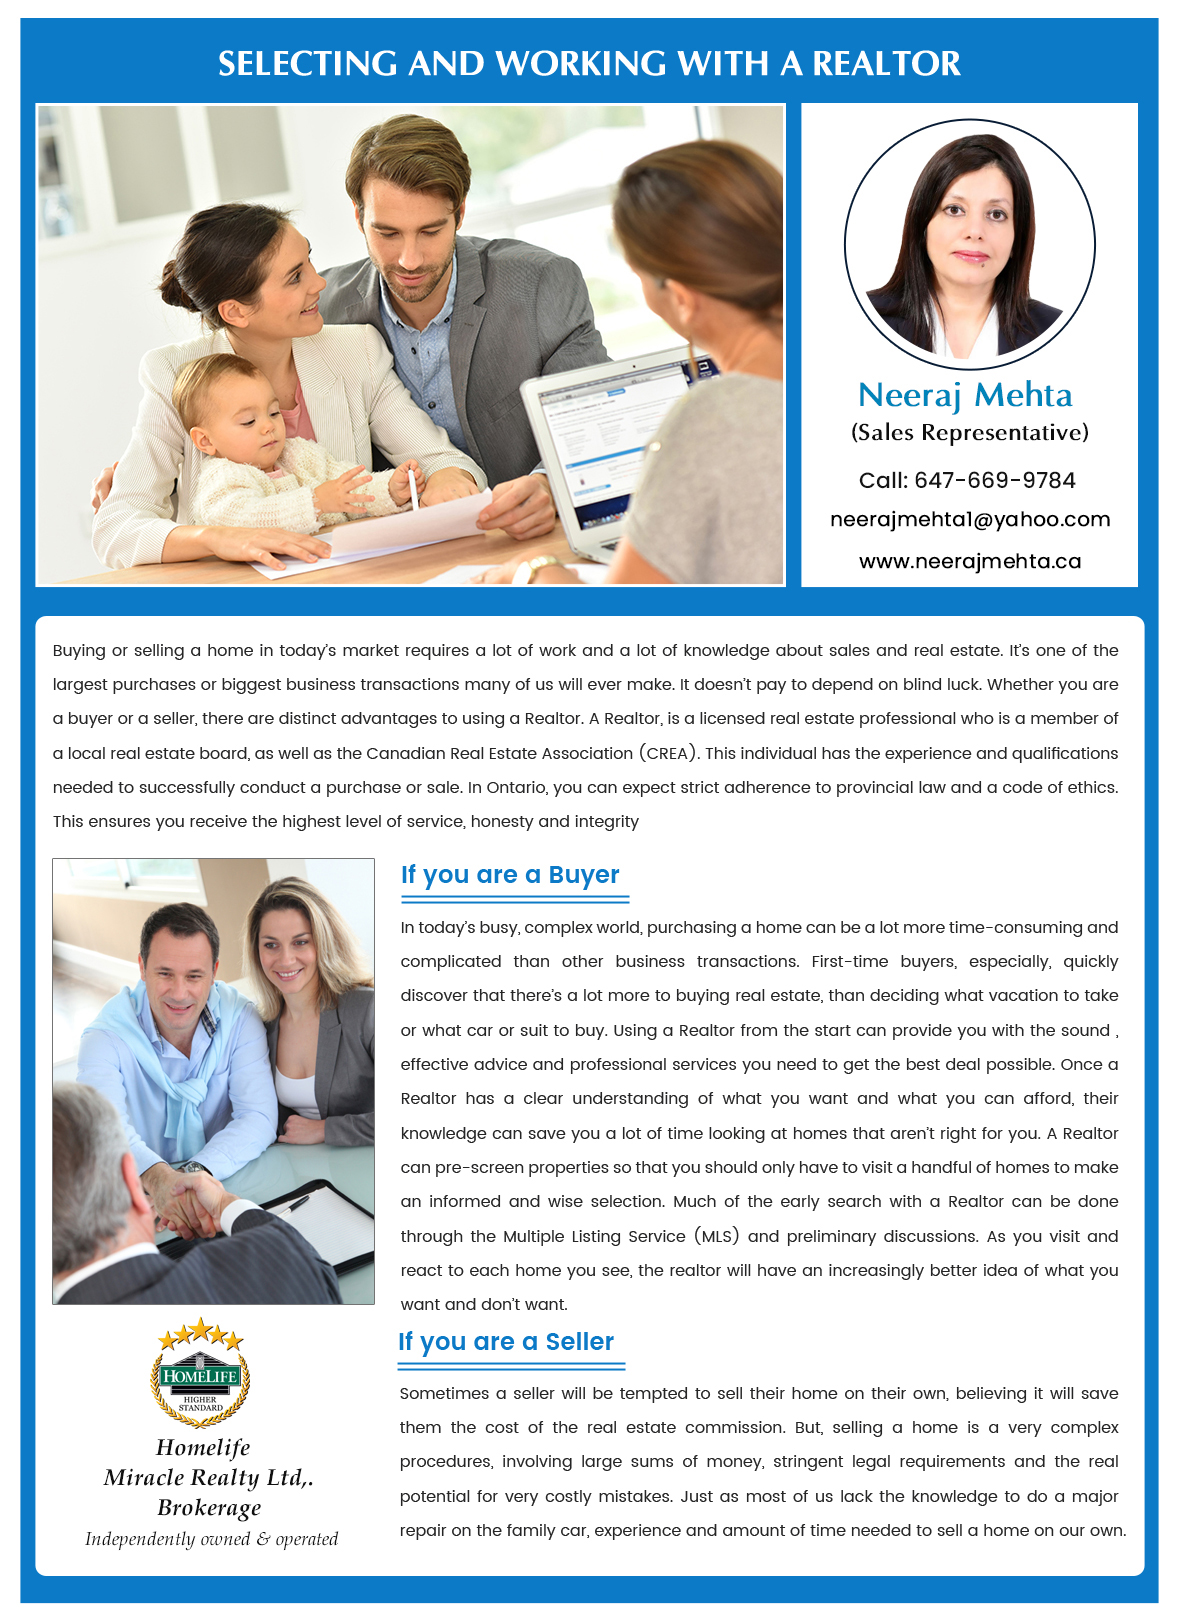 SELECTING AND WORKING WITH A REALTOR
Neeraj Mehta
(Sales Representative)
Call: 647-669-9784
neerajmehta1@yahoo.com
www.neerajmehta.ca
Buying or selling a home in today's market requires a lot of work and a lot of knowledge about sales and real estate. It's one of the
largest purchases or biggest business transactions many of us will ever make. It doesn't pay to depend on blind luck. Whether you are
a buyer or a seller, there are distinct advantages to using a Realtor. A Realtor, is a licensed real estate professional who is a member of
a local real estate board, as well as the Canadian Real Estate Association (CREA). This individual has the experience and qualifications
needed to successfully conduct a purchase or sale. In Ontario, you can expect strict adherence to provincial law and a code of ethics.
This ensures you receive the highest level of service, honesty and integrity
If you are a Buyer
In today's busy, complex world, purchasing a home can be a lot more time-consuming and
complicated than other business transactions. First-time buyers, especially, quickly
discover that there's a lot more to buying real estate, than deciding what vacation to take
or what car or suit to buy. Using a Realtor from the start can provide you with the sound ,
effective advice and professional services you need to get the best deal possible. Once a
Realtor has a clear understanding of what you want and what you can afford, their
knowledge can save you a lot of time looking at homes that aren't right for you. A Realtor
can pre-screen properties so that you should only have to visit a handful of homes to make
an informed and wise selection. Much of the early search with a Realtor can be done
through the Multiple Listing Service (MLS) and preliminary discussions. As you visit and
react to each home you see, the realtor will have an increasingly better idea of what you
want and don't want.
If you are a Seller
Sometimes a seller will be tempted to sell their home on their own, believing it will save
them the cost of the real estate commission. But, selling a home is a very complex
procedures, involving large sums of money, stringent legal requirements and the real
potential for very costly mistakes. Just as most of us lack the knowledge to do a major
repair on the family car, experience and amount of time needed to sell a home on our own.
HOMELIFE
HIGHER
STANDARD
Homelife
Miracle Realty Ltd,.
Brokerage
Independently owned & operated